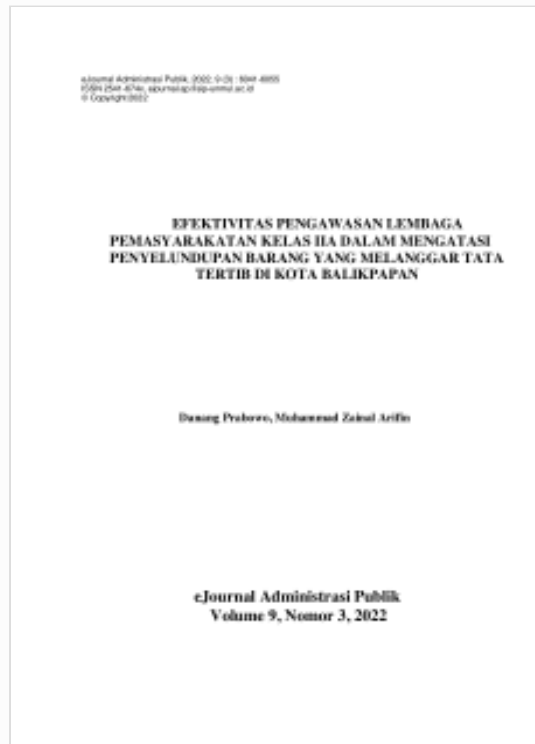 eJournal Administrasi Publik, 2022, 9 (3) :
© Copyright 2022
EFEKTIVITAS PENGAWASAN LEMBAGA
PEMASYARAKATAN KELAS IIA DALAM MENGATASI
PENYELUNDUPAN BARANG YANG MELANGGAR TATA
TERTIB DI KOTA BALIKPAPAN
Danang Prabowo, Muhammad Zainal Arifin
eJournal Administrasi Publik
Volume 9, Nomor 3, 2022